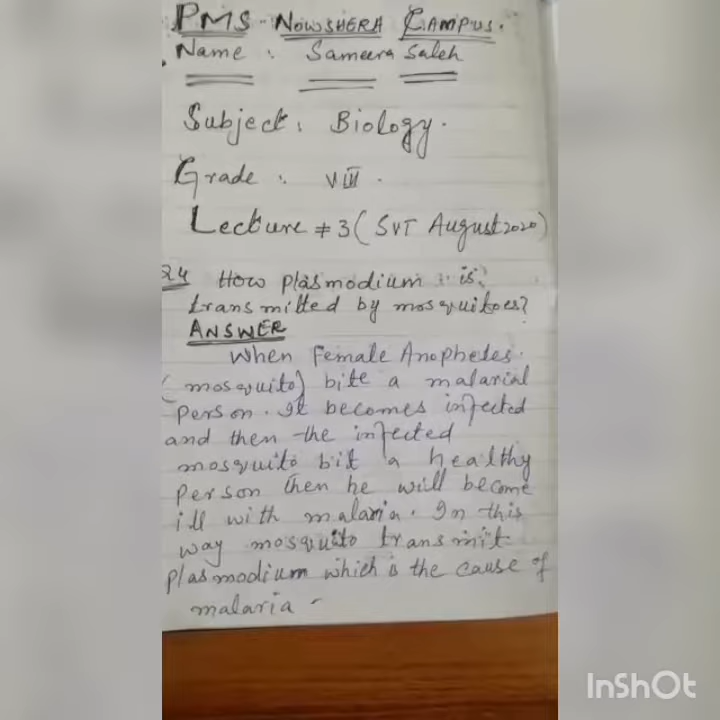 PMS - NOWSHERA CAMPUS.
Name : Sameera Saleh
Subject : Biology.
Grade : VIII.
Lecture # 3 (SVT August 2020)
24 How plasmodium is
transmitted by mosquitoes?
ANSWER
When Female Anopheles.
(mosquito) bite a malarial
person. It becomes infected
and then the infected
mosquito bit a healthy
person then he will become
ill with malaria. In this
way mosquito transmit
plasmodium which is the cause of
malaria -
InShOt